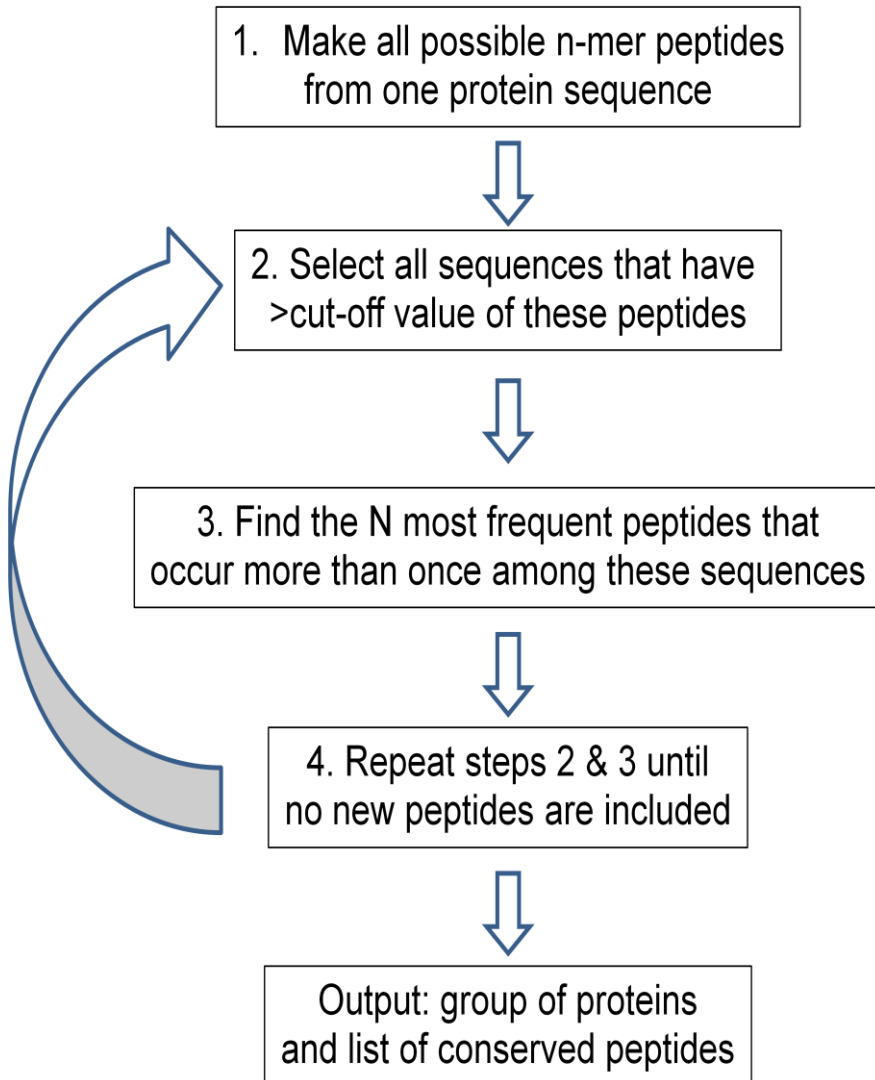 1. Make all possible n-mer peptides
from one protein sequence
2. Select all sequences that have
>cut-off value of these peptides
3. Find the N most frequent peptides that
occur more than once among these sequences
4. Repeat steps 2 & 3 until
no new peptides are included
Output: group of proteins
and list of conserved peptides